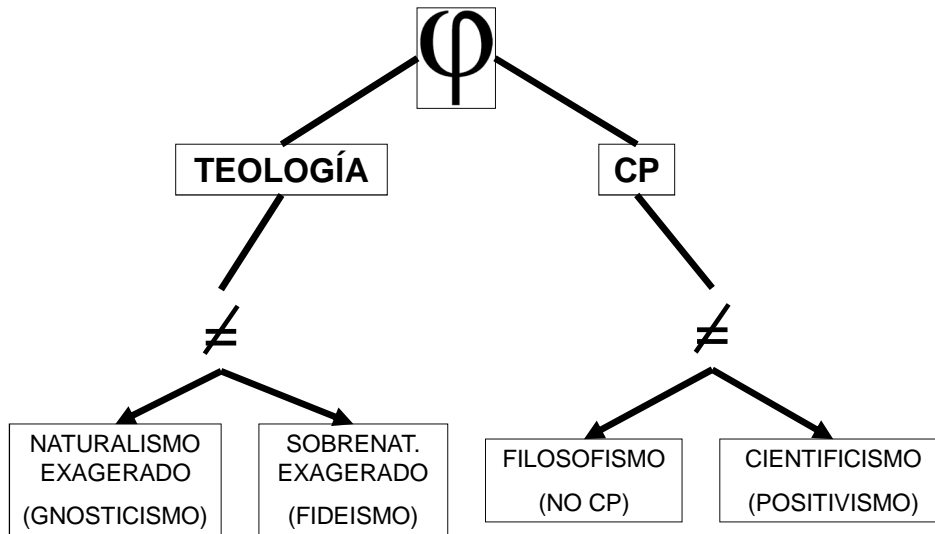 φ
TEOLOGÍA
CP
≠
≠
NATURALISMO
EXAGERADO
(GNOSTICISMO)
SOBRENAT.
EXAGERADO
(FIDEISMO)
FILOSOFISMO
(NO CP)
CIENTIFICISMO
(POSITIVISMO)